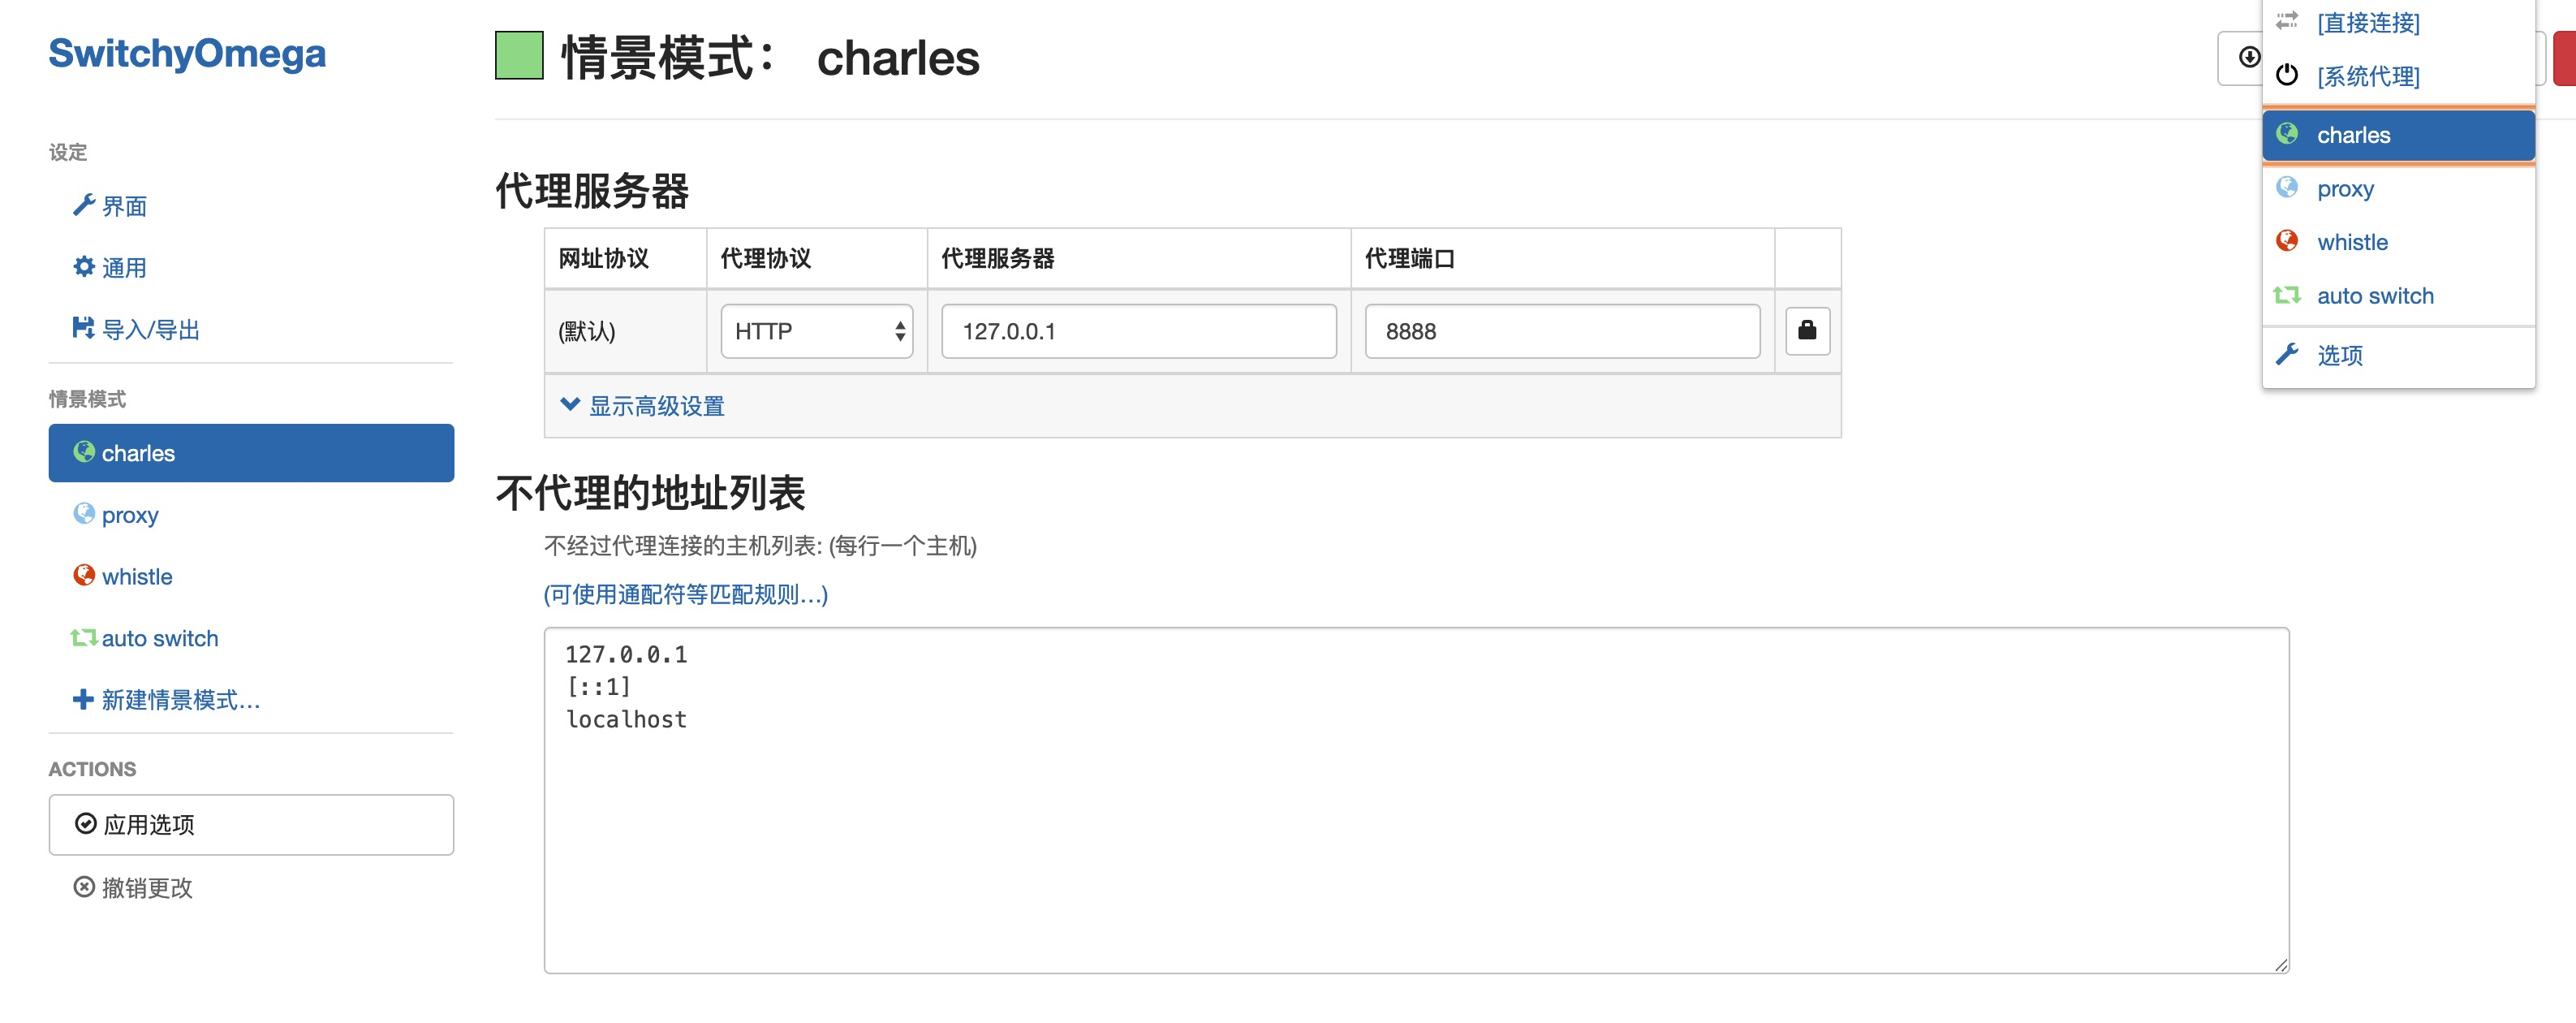 SwitchyOmega
设定
界面
通用
导入/导出
情景模式
charles
proxy
whistle
auto switch
新建情景模式...
ACTIONS
应用选项
撤销更改
情景模式： charles
代理服务器
网址协议 代理协议 代理服务器 代理端口
(默认) HTTP 127.0.0.1 8888
显示高级设置
不代理的地址列表
不经过代理连接的主机列表: (每行一个主机)
(可使用通配符等匹配规则...)
127.0.0.1
[::1]
localhost
[直接连接]
[系统代理]
charles
proxy
whistle
auto switch
选项